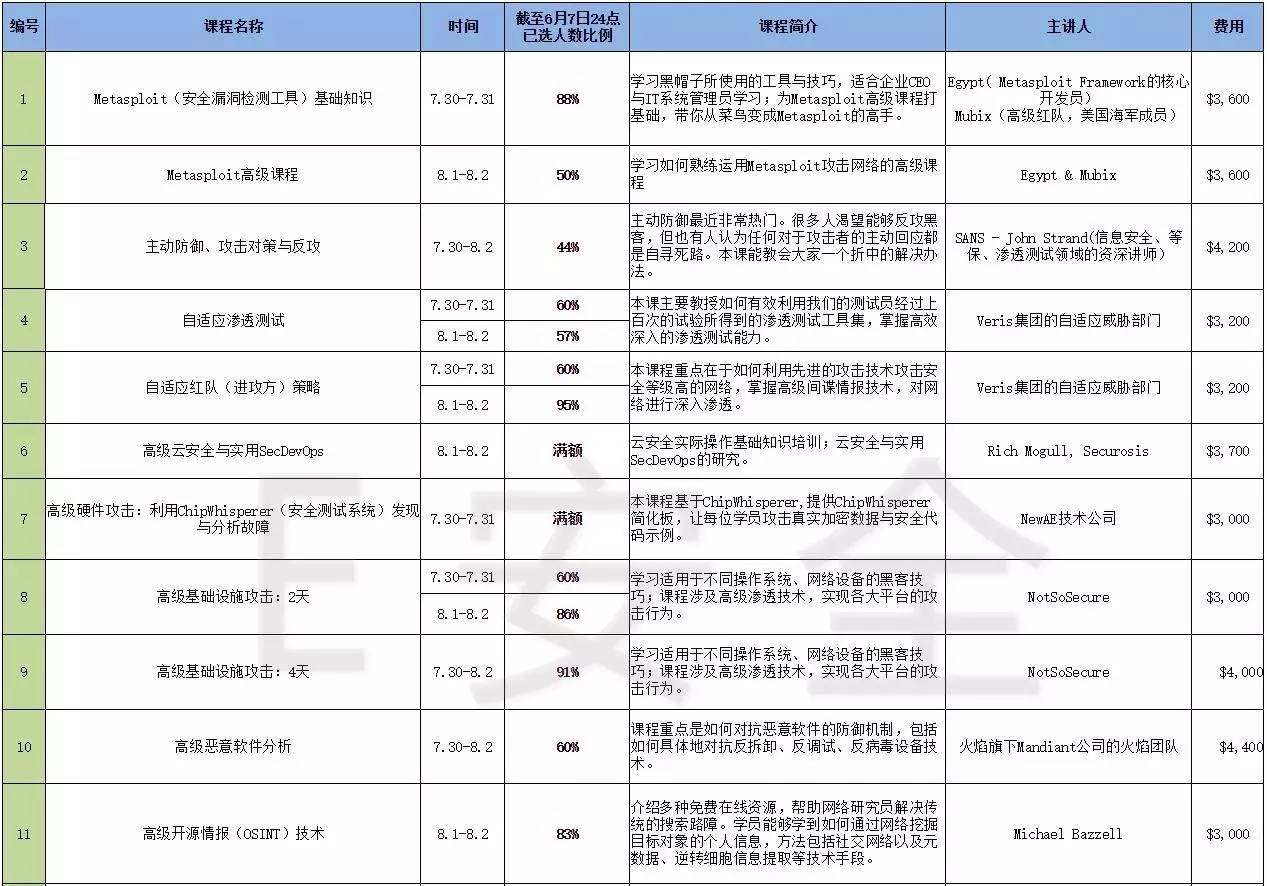 编号
课程名称
时间
截至6月7日24点
已选人数比例
课程简介
主讲人
费用
1
Metasploit（安全漏洞检测工具）基础知识
7.30-7.31
88%
学习黑帽子所使用的工具与技巧，适合企业CEO
与IT系统管理员学习；为Metasploit高级课程打
基础，带你从菜鸟变成Metasploit的高手。
Egypt( Metasploit Framework的核心
开发员）
Mubix（高级红队，美国海军成员）
$3,600
2
Metasploit高级课程
8.1-8.2
50%
学习如何熟练运用Metasploit攻击网络的高级课
程
Egypt & Mubix
$3,600
3
主动防御、攻击对策与反攻
7.30-8.2
44%
主动防御最近非常热门。很多人渴望能够反攻黑
客，但也有人认为任何对于攻击者的主动回应都
是自寻死路。本课能教会大家一个折中的解决办
法。
SANS - John Strand(信息安全、等
保、渗透测试领域的资深讲师）
$4,200
4
自适应渗透测试
7.30-7.31
60%
8.1-8.2
57%
本课主要教授如何有效利用我们的测试员经过上
百次的试验所得到的渗透测试工具集，掌握高效
深入的渗透测试能力。
Veris集团的自适应威胁部门
$3,200
5
自适应红队（进攻方）策略
7.30-7.31
60%
8.1-8.2
95%
本课程重点在于如何利用先进的攻击技术攻击安
全等级高的网络，掌握高级间谍情报技术，对网
络进行深入渗透。
Veris集团的自适应威胁部门
$3,200
6
高级云安全与实用SecDevOps
8.1-8.2
满额
云安全实际操作基础知识培训；云安全与实用
SecDevOps的研究。
Rich Mogull, Securosis
$3,700
7
高级硬件攻击：利用ChipWhisperer（安全测试系统）发现
与分析故障
7.30-7.31
满额
本课程基于ChipWhisperer,提供ChipWhisperer
简化板，让每位学员攻击真实加密数据与安全代
码示例。
NewAE技术公司
$3,000
8
高级基础设施攻击：2天
7.30-7.31
60%
8.1-8.2
86%
学习适用于不同操作系统、网络设备的黑客技
巧；课程涉及高级渗透技术，实现各大平台的攻
击行为。
NotSoSecure
$3,000
9
高级基础设施攻击：4天
7.30-8.2
91%
学习适用于不同操作系统、网络设备的黑客技
巧；课程涉及高级渗透技术，实现各大平台的攻
击行为。
NotSoSecure
$4,000
10
高级恶意软件分析
7.30-8.2
60%
课程重点是如何对抗恶意软件的防御机制，包括
如何具体地对抗反拆卸、反调试、反病毒设备技
术。
火焰旗下Mandiant公司的火焰团队
$4,400
11
高级开源情报（OSINT）技术
8.1-8.2
83%
介绍多种免费在线资源，帮助网络研究员解决传
统的搜索路障。学员能够学到如何通过网络挖掘
目标对象的个人信息，方法包括社交网络以及元
数据、逆转细胞信息提取等技术手段。
Michael Bazzell
$3,000
E安全